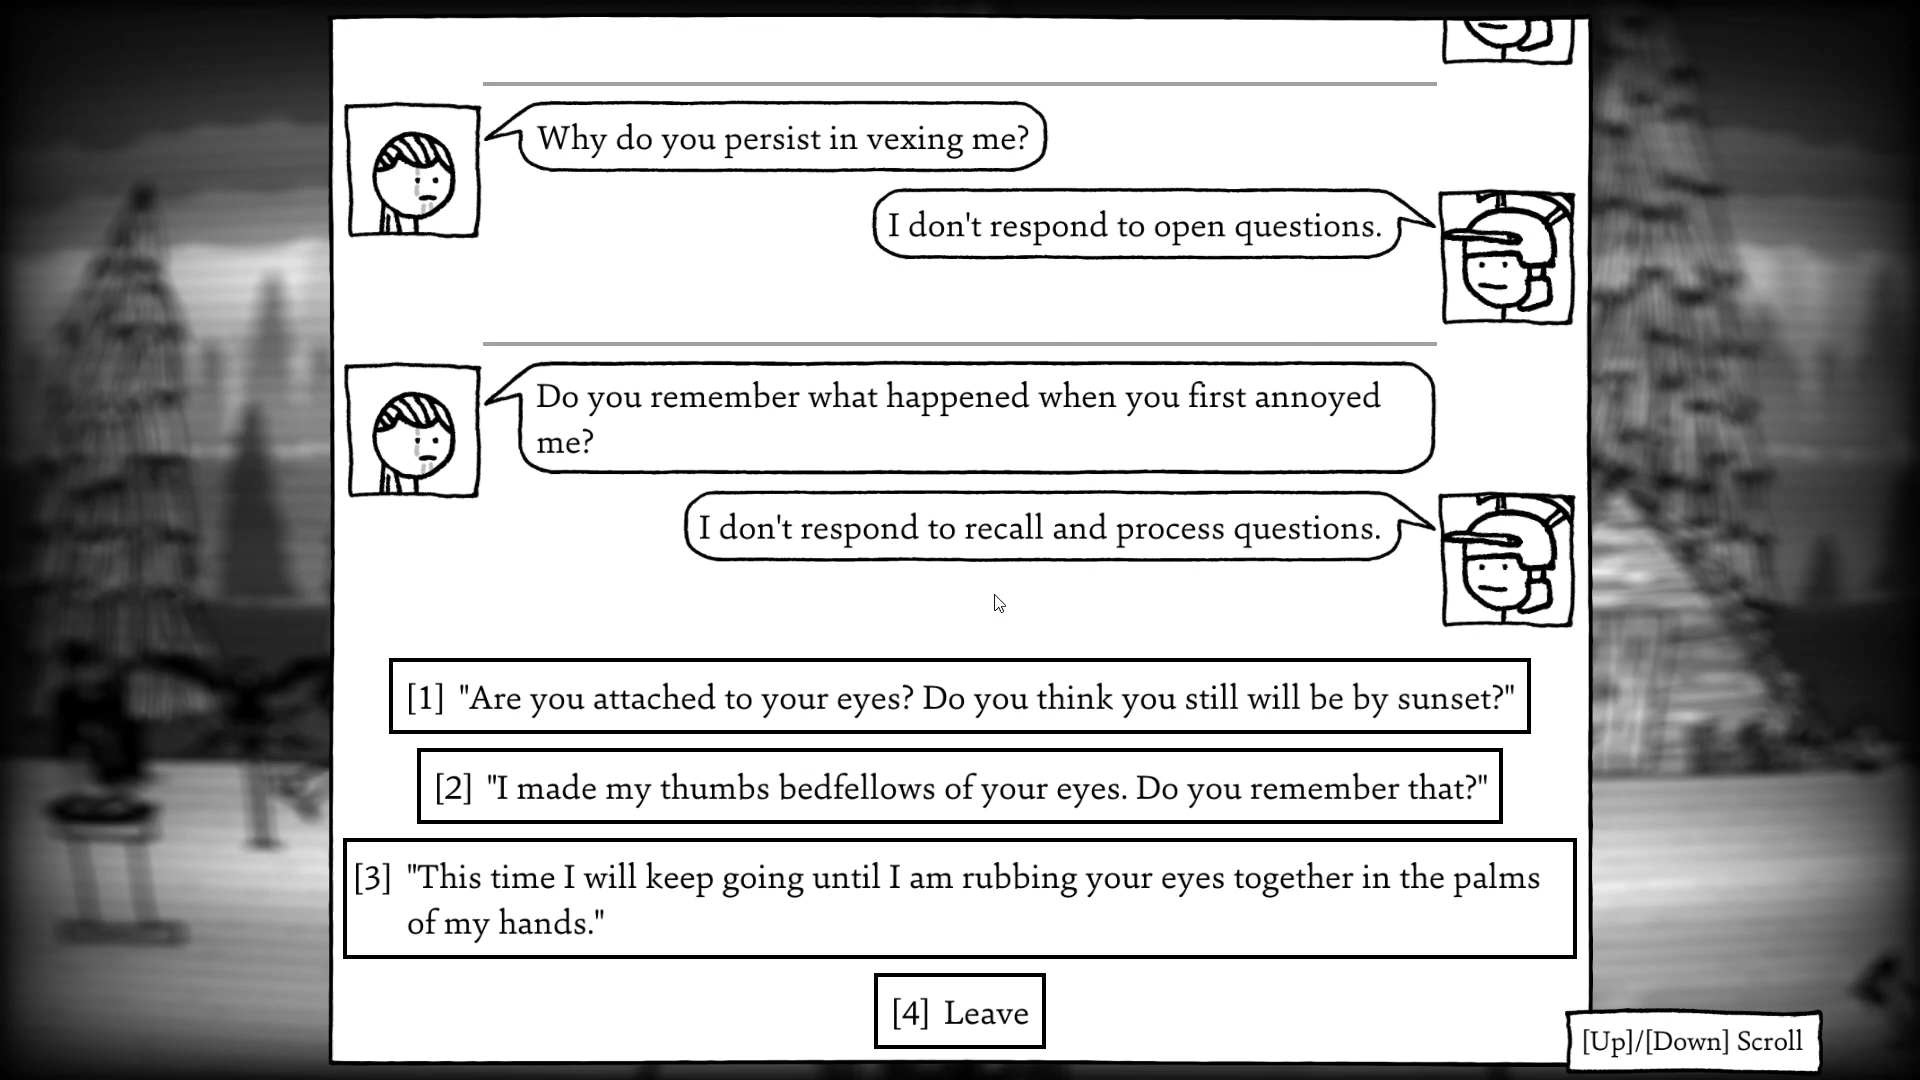 Why do you persist in vexing me?
I don't respond to open questions.
Do you remember what happened when you first annoyed
me?
I don't respond to recall and process questions.
[1] "Are you attached to your eyes? Do you think you still will be by sunset?"
[2] "I made my thumbs bedfellows of your eyes. Do you remember that?"
[3] "This time I will keep going until I am rubbing your eyes together in the palms
of my hands."
[4] Leave
[Up]/[Down] Scroll